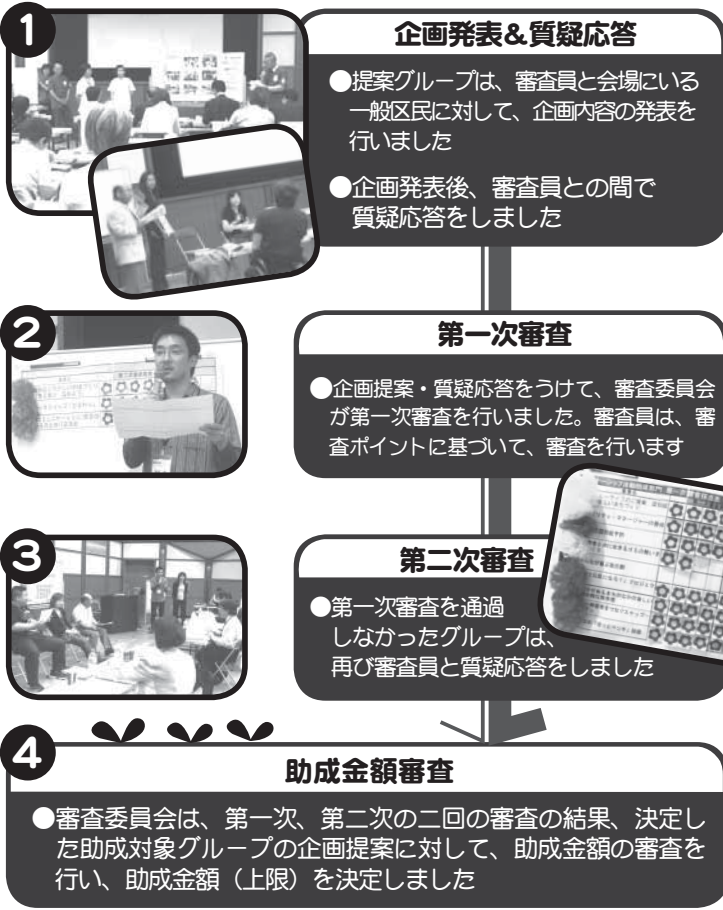 1
企画発表&質疑応答
●提案グループは、審査員と会場にいる
一般区民に対して、企画内容の発表を
行いました
●企画発表後、審査員との間で
質疑応答をしました
2
第一次審査
●企画提案・質疑応答をうけて、審査委員会
が第一次審査を行いました。審査員は、審
査ポイントに基づいて、審査を行います
3
第二次審査
●第一次審査を通過
しなかったグループは、
再び審査員と質疑応答をしました
4
助成金額審査
●審査委員会は、第一次、第二次の二回の審査の結果、決定し
た助成対象グループの企画提案に対して、助成金額の審査を
行い、助成金額（上限）を決定しました